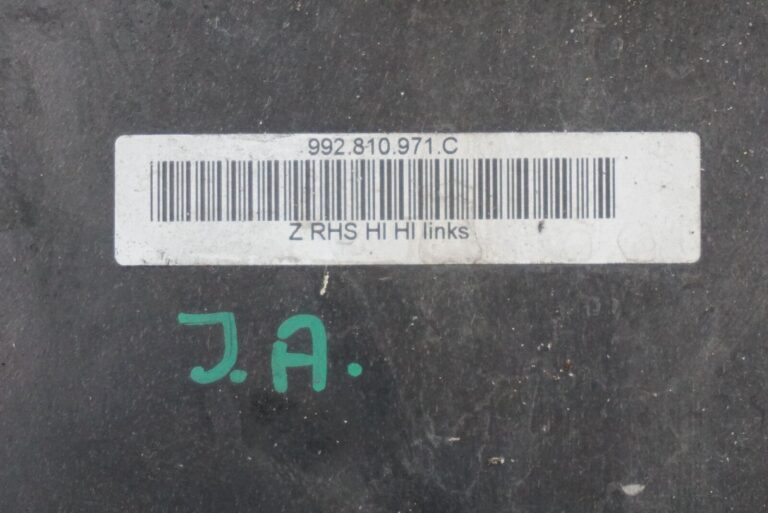 992.810.971.C
Z RHS HI HI links
J.A.